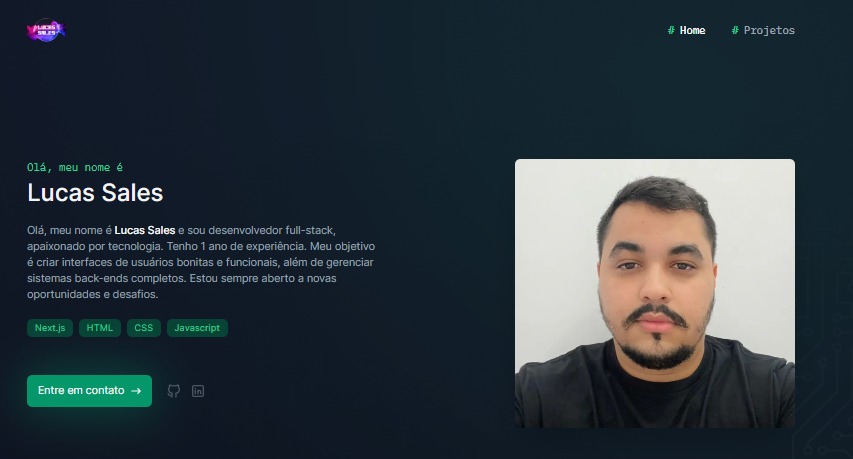 LUCAS
SALES
# Home
# Projetos
Olá, meu nome é
Lucas Sales
Olá, meu nome é Lucas Sales e sou desenvolvedor full-stack,
apaixonado por tecnologia. Tenho 1 ano de experiência. Meu objetivo
é criar interfaces de usuários bonitas e funcionais, além de gerenciar
sistemas back-ends completos. Estou sempre aberto a novas
oportunidades e desafios.
Next.js
HTML
CSS
Javascript
Entre em contato →
in